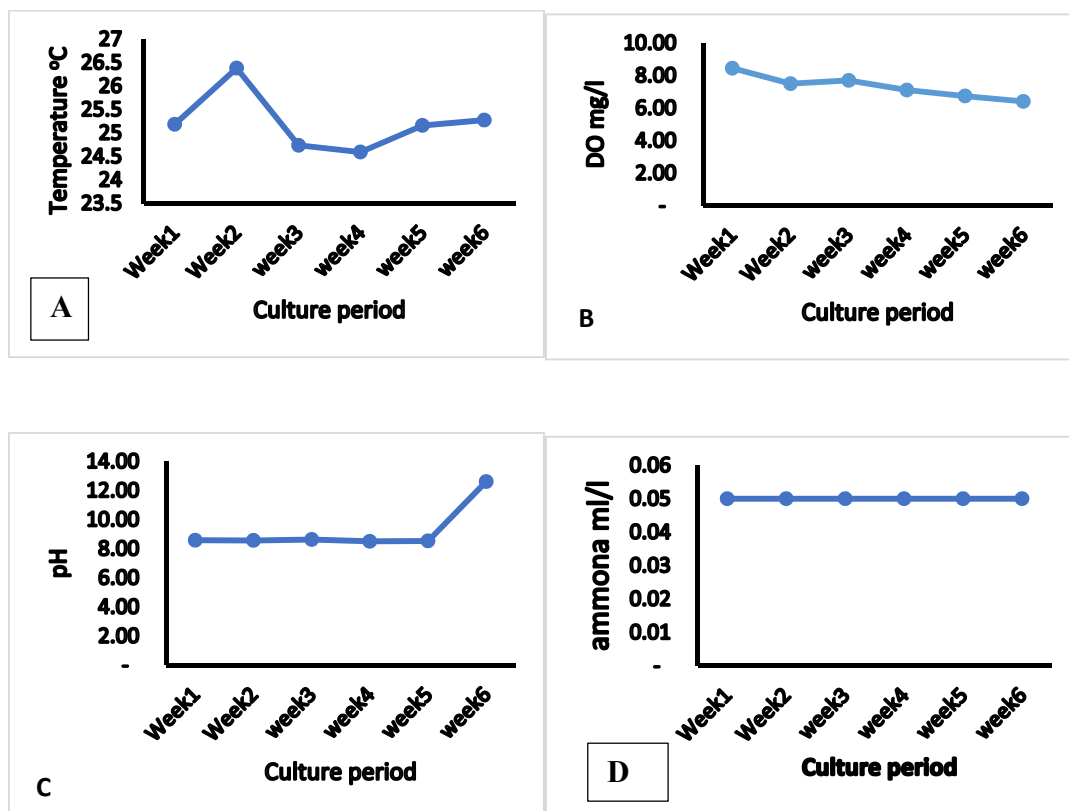 Temperature ºC
27
26.5
26
25.5
25
24.5
24
23.5
Week1
Week2
week3
week4
week5
week6
Culture period
A
DO mg/l
10.00
8.00
6.00
4.00
2.00
-
Week1
Week2
week3
week4
week5
week6
Culture period
B
pH
14.00
12.00
10.00
8.00
6.00
4.00
2.00
-
Week1
Week2
week3
week4
week5
week6
Culture period
C
ammona ml/l
0.06
0.05
0.04
0.03
0.02
0.01
-
Week1
Week2
week3
week4
week5
week6
Culture period
D